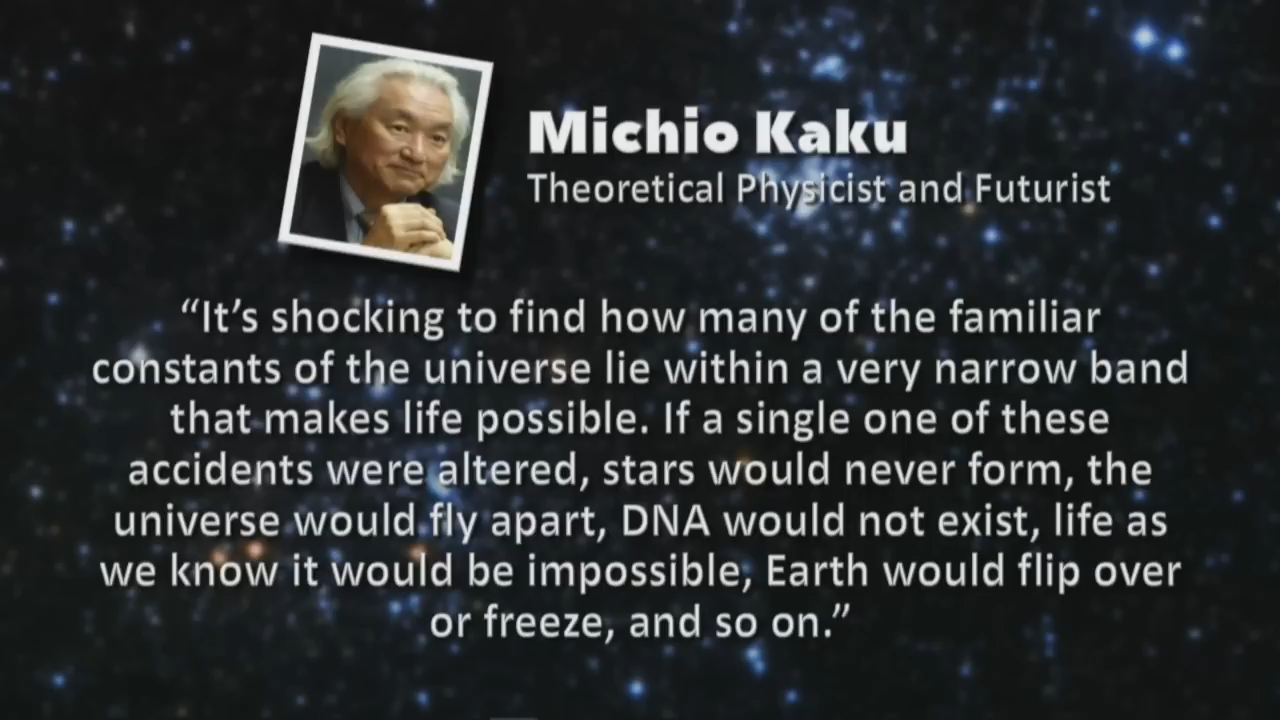 Michio Kaku
Theoretical Physicist and Futurist
“It’s shocking to find how many of the familiar
constants of the universe lie within a very narrow band
that makes life possible. If a single one of these
accidents were altered, stars would never form, the
universe would fly apart, DNA would not exist, life as
we know it would be impossible, Earth would flip over
or freeze, and so on.”